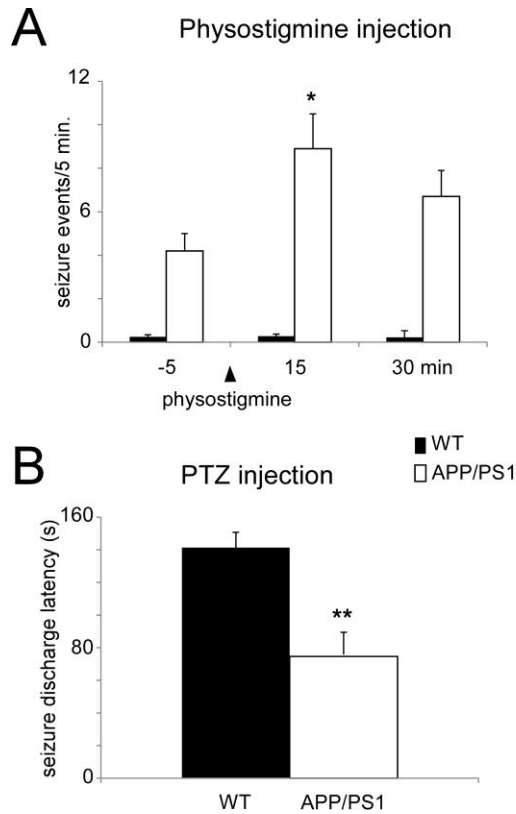 A
Physostigmine injection
seizure events/5 min.
12
*
6
0
-5
15
30 min
physostigmine
WT
APP/PS1
B
PTZ injection
seizure discharge latency (s)
160
**
80
0
WT
APP/PS1